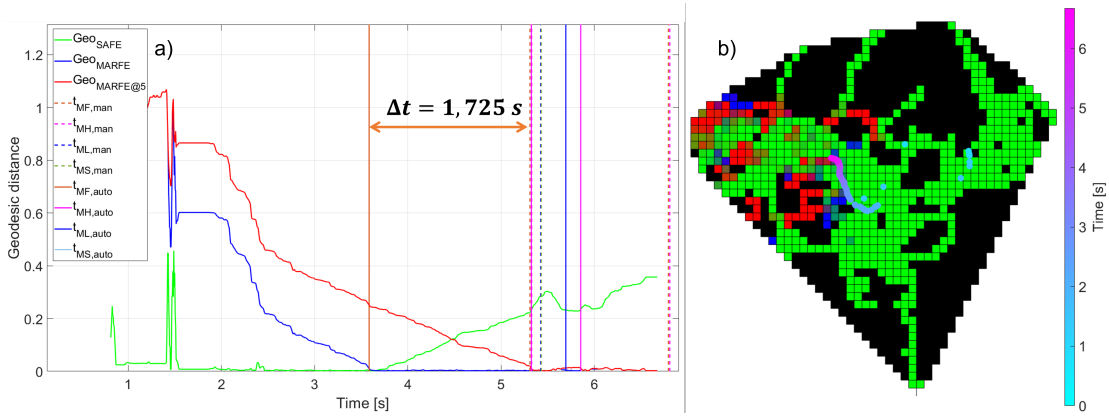 a)
Geo_SAFE
Geo_MARFE
Geo_MARFE@5
t_MF,man
t_MH,man
t_ML,man
t_MS,man
t_MF,auto
t_MH,auto
t_ML,auto
t_MS,auto
Δt = 1,725 s
Geodesic distance
1.2
1
0.8
0.6
0.4
0.2
0
1 2 3 4 5 6
Time [s]
b)
6
5
4
3
2
1
0
Time [s]